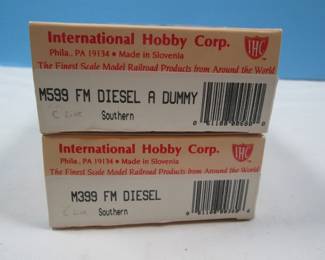 International Hobby Corp.
IHC
Phila., PA 19134 • Made in Slovenia
The Finest Scale Model Railroad Products from Around the World
M599 FM DIESEL A DUMMY
C Line
Southern
International Hobby Corp.
IHC
Phila., PA 19134 • Made in Slovenia
The Finest Scale Model Railroad Products from Around the World
M399 FM DIESEL
C Line
Southern